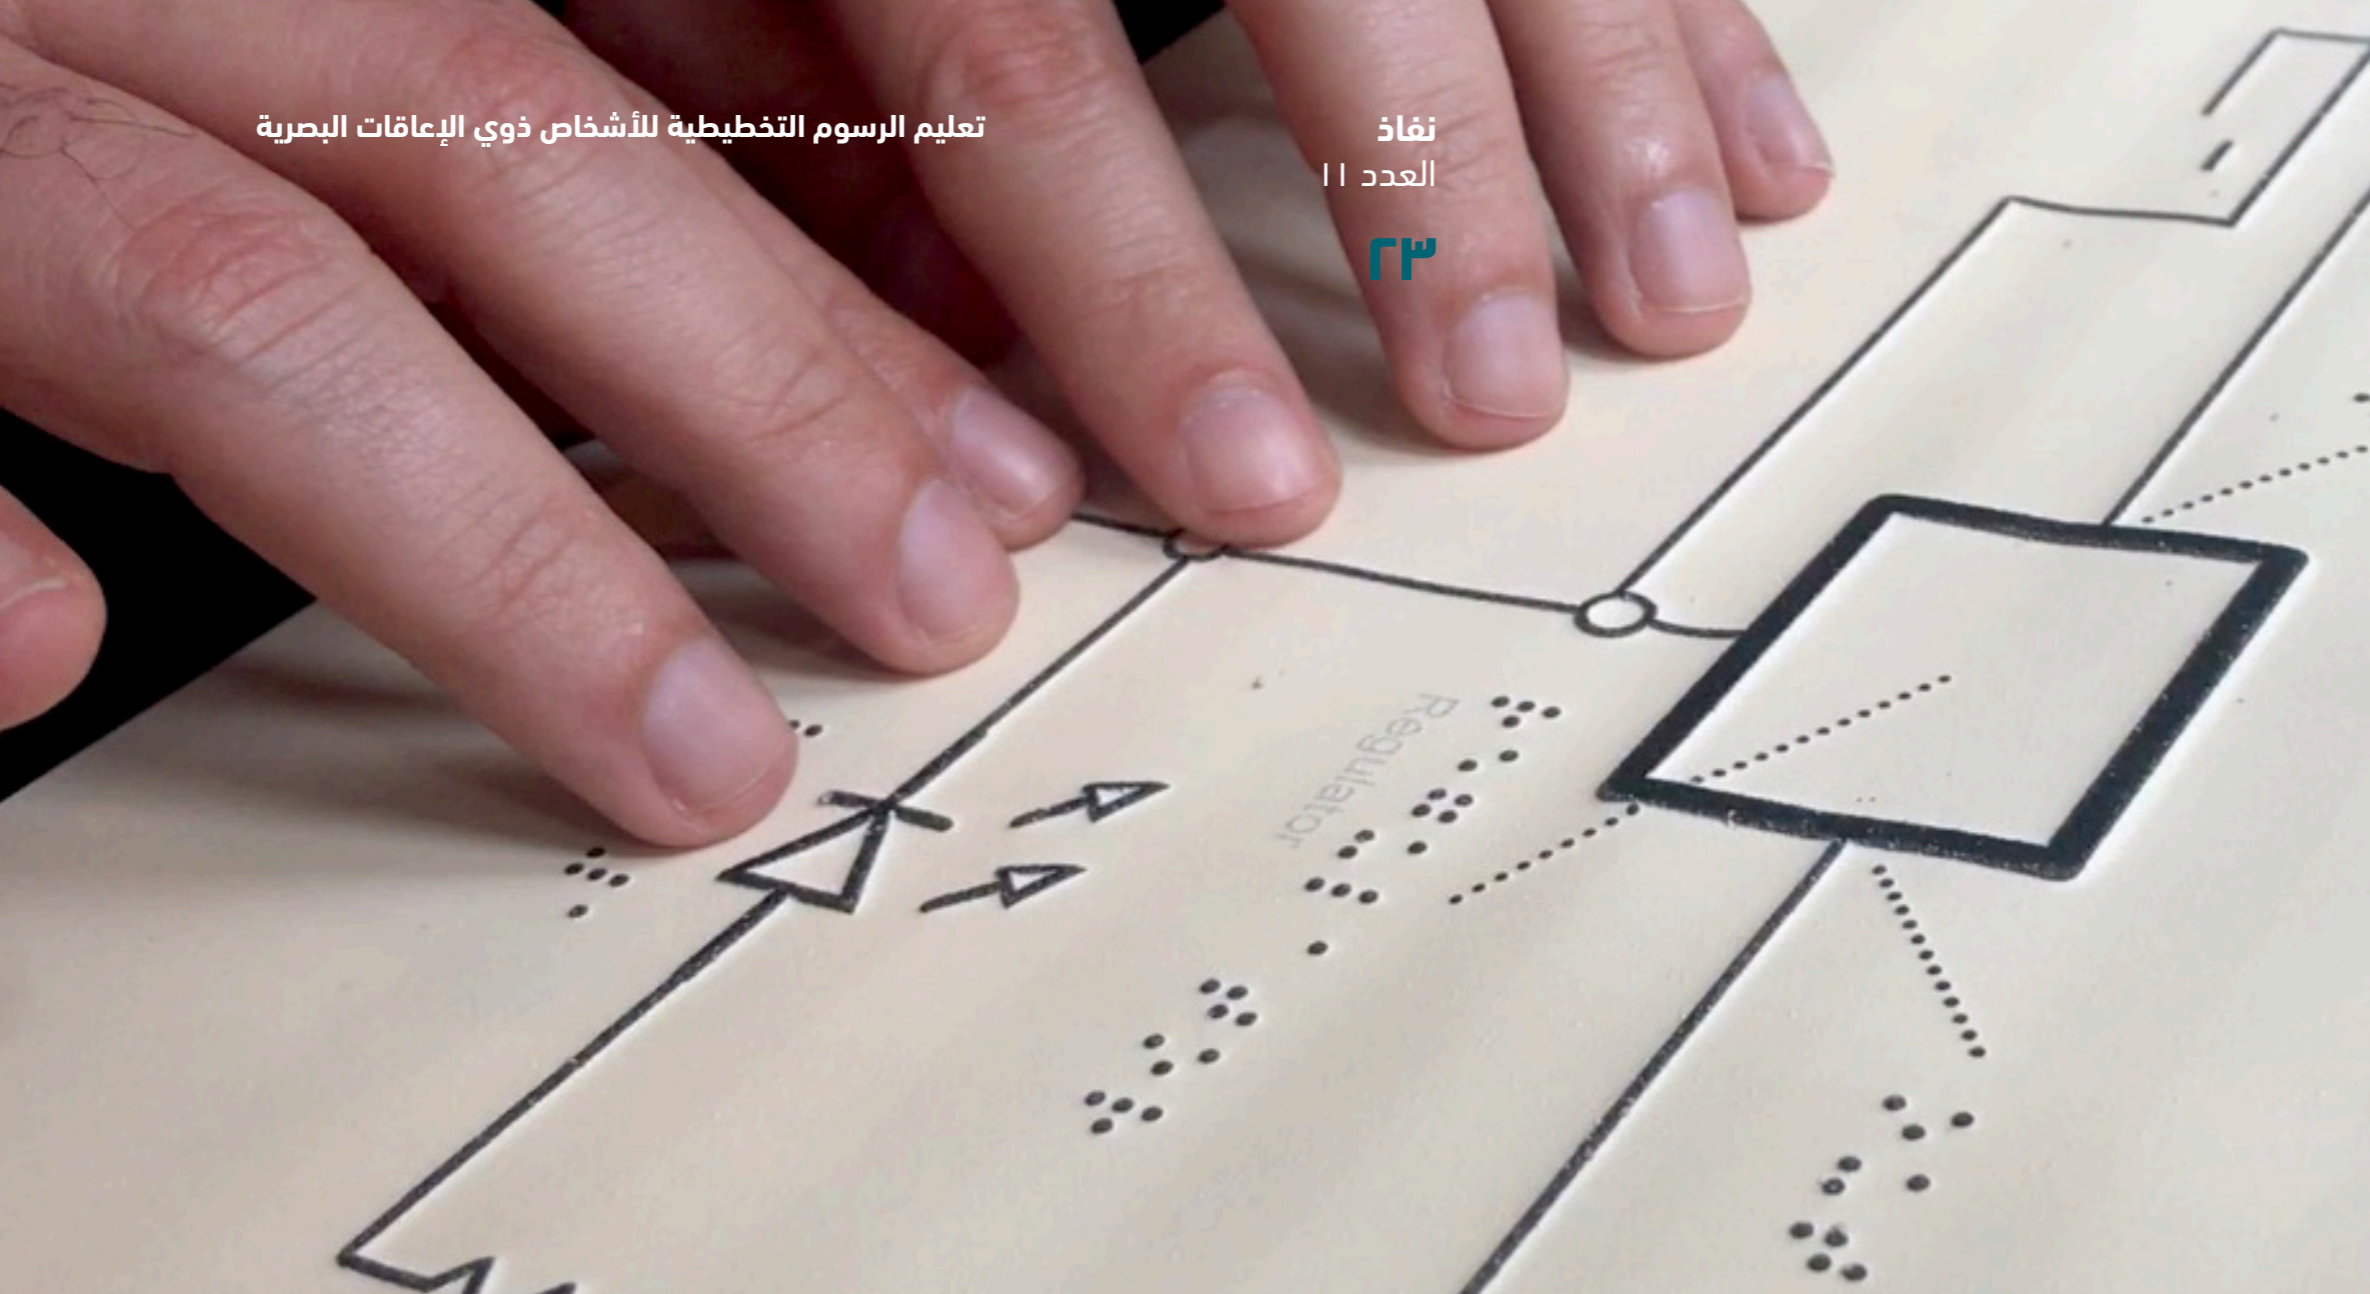 نفاذ
العدد ١١
٢٣
تعليم الرسوم التخطيطية للأشخاص ذوي الإعاقات البصرية
Regulator